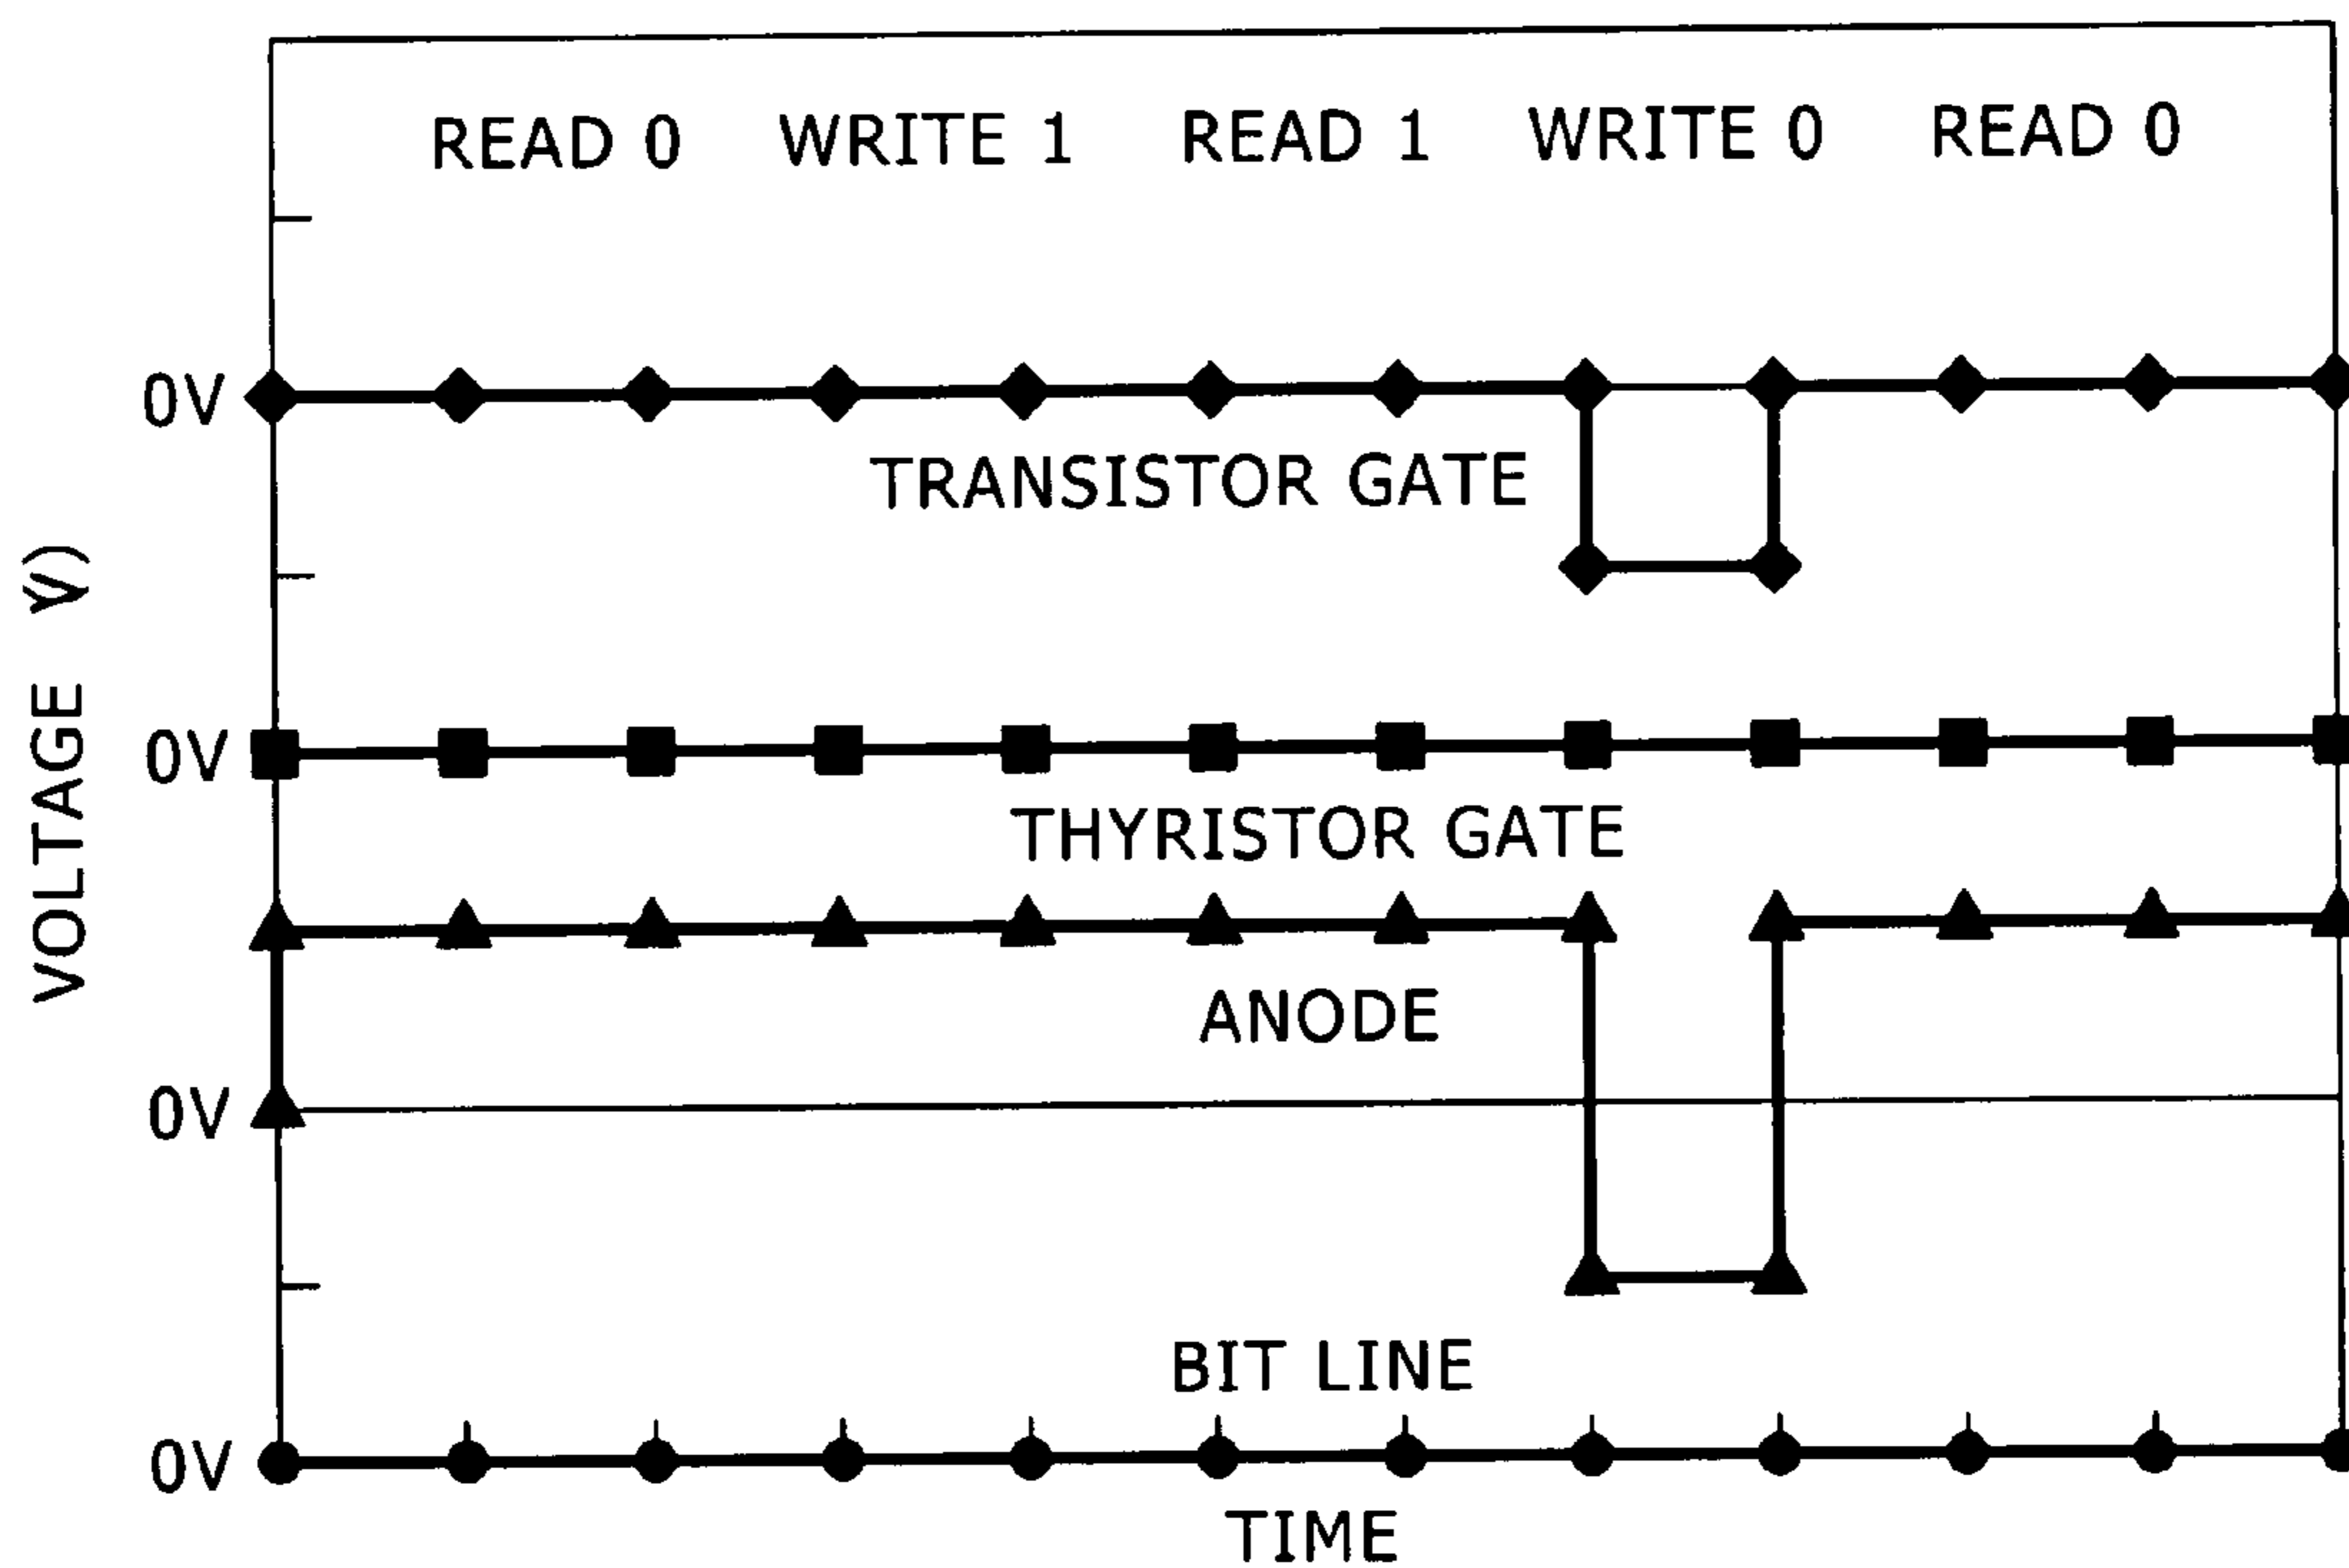 READ 0 WRITE 1 READ 1 WRITE 0 READ 0
0V
TRANSISTOR GATE
VOLTAGE V)
0V
THYRISTOR GATE
ANODE
0V
BIT LINE
0V
TIME